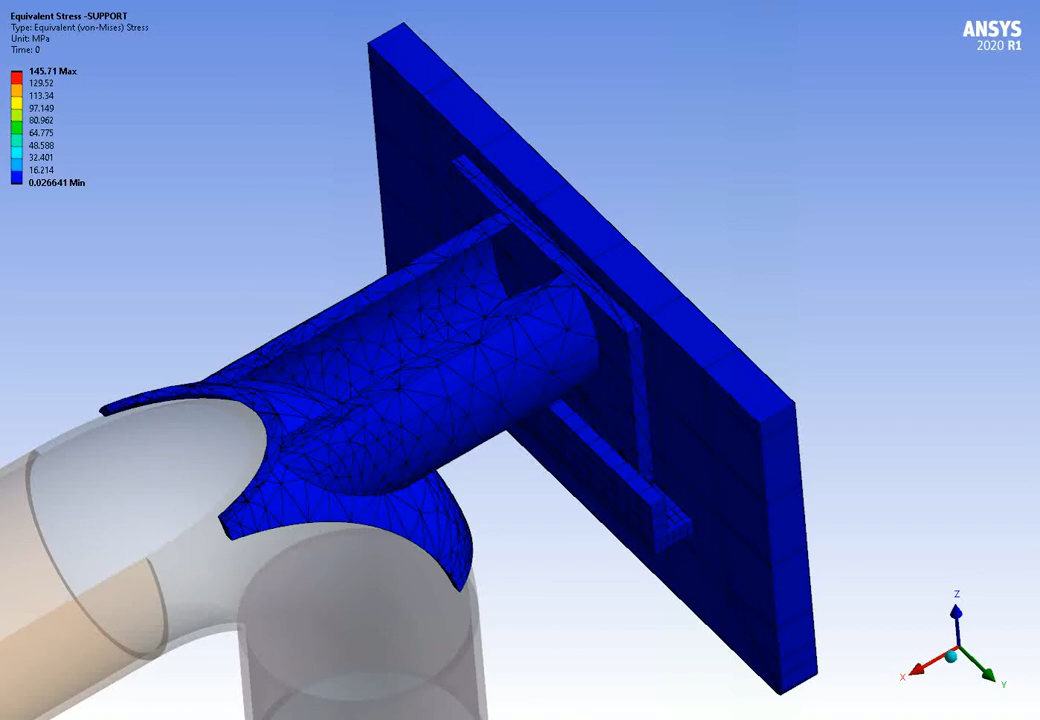 Equivalent Stress -SUPPORT
Type: Equivalent (von-Mises) Stress
Unit: MPa
Time: 0
145.71 Max
129.52
113.34
97.149
80.962
64.775
48.588
32.401
16.214
0.026641 Min
ANSYS
2020 R1
Z
X
Y